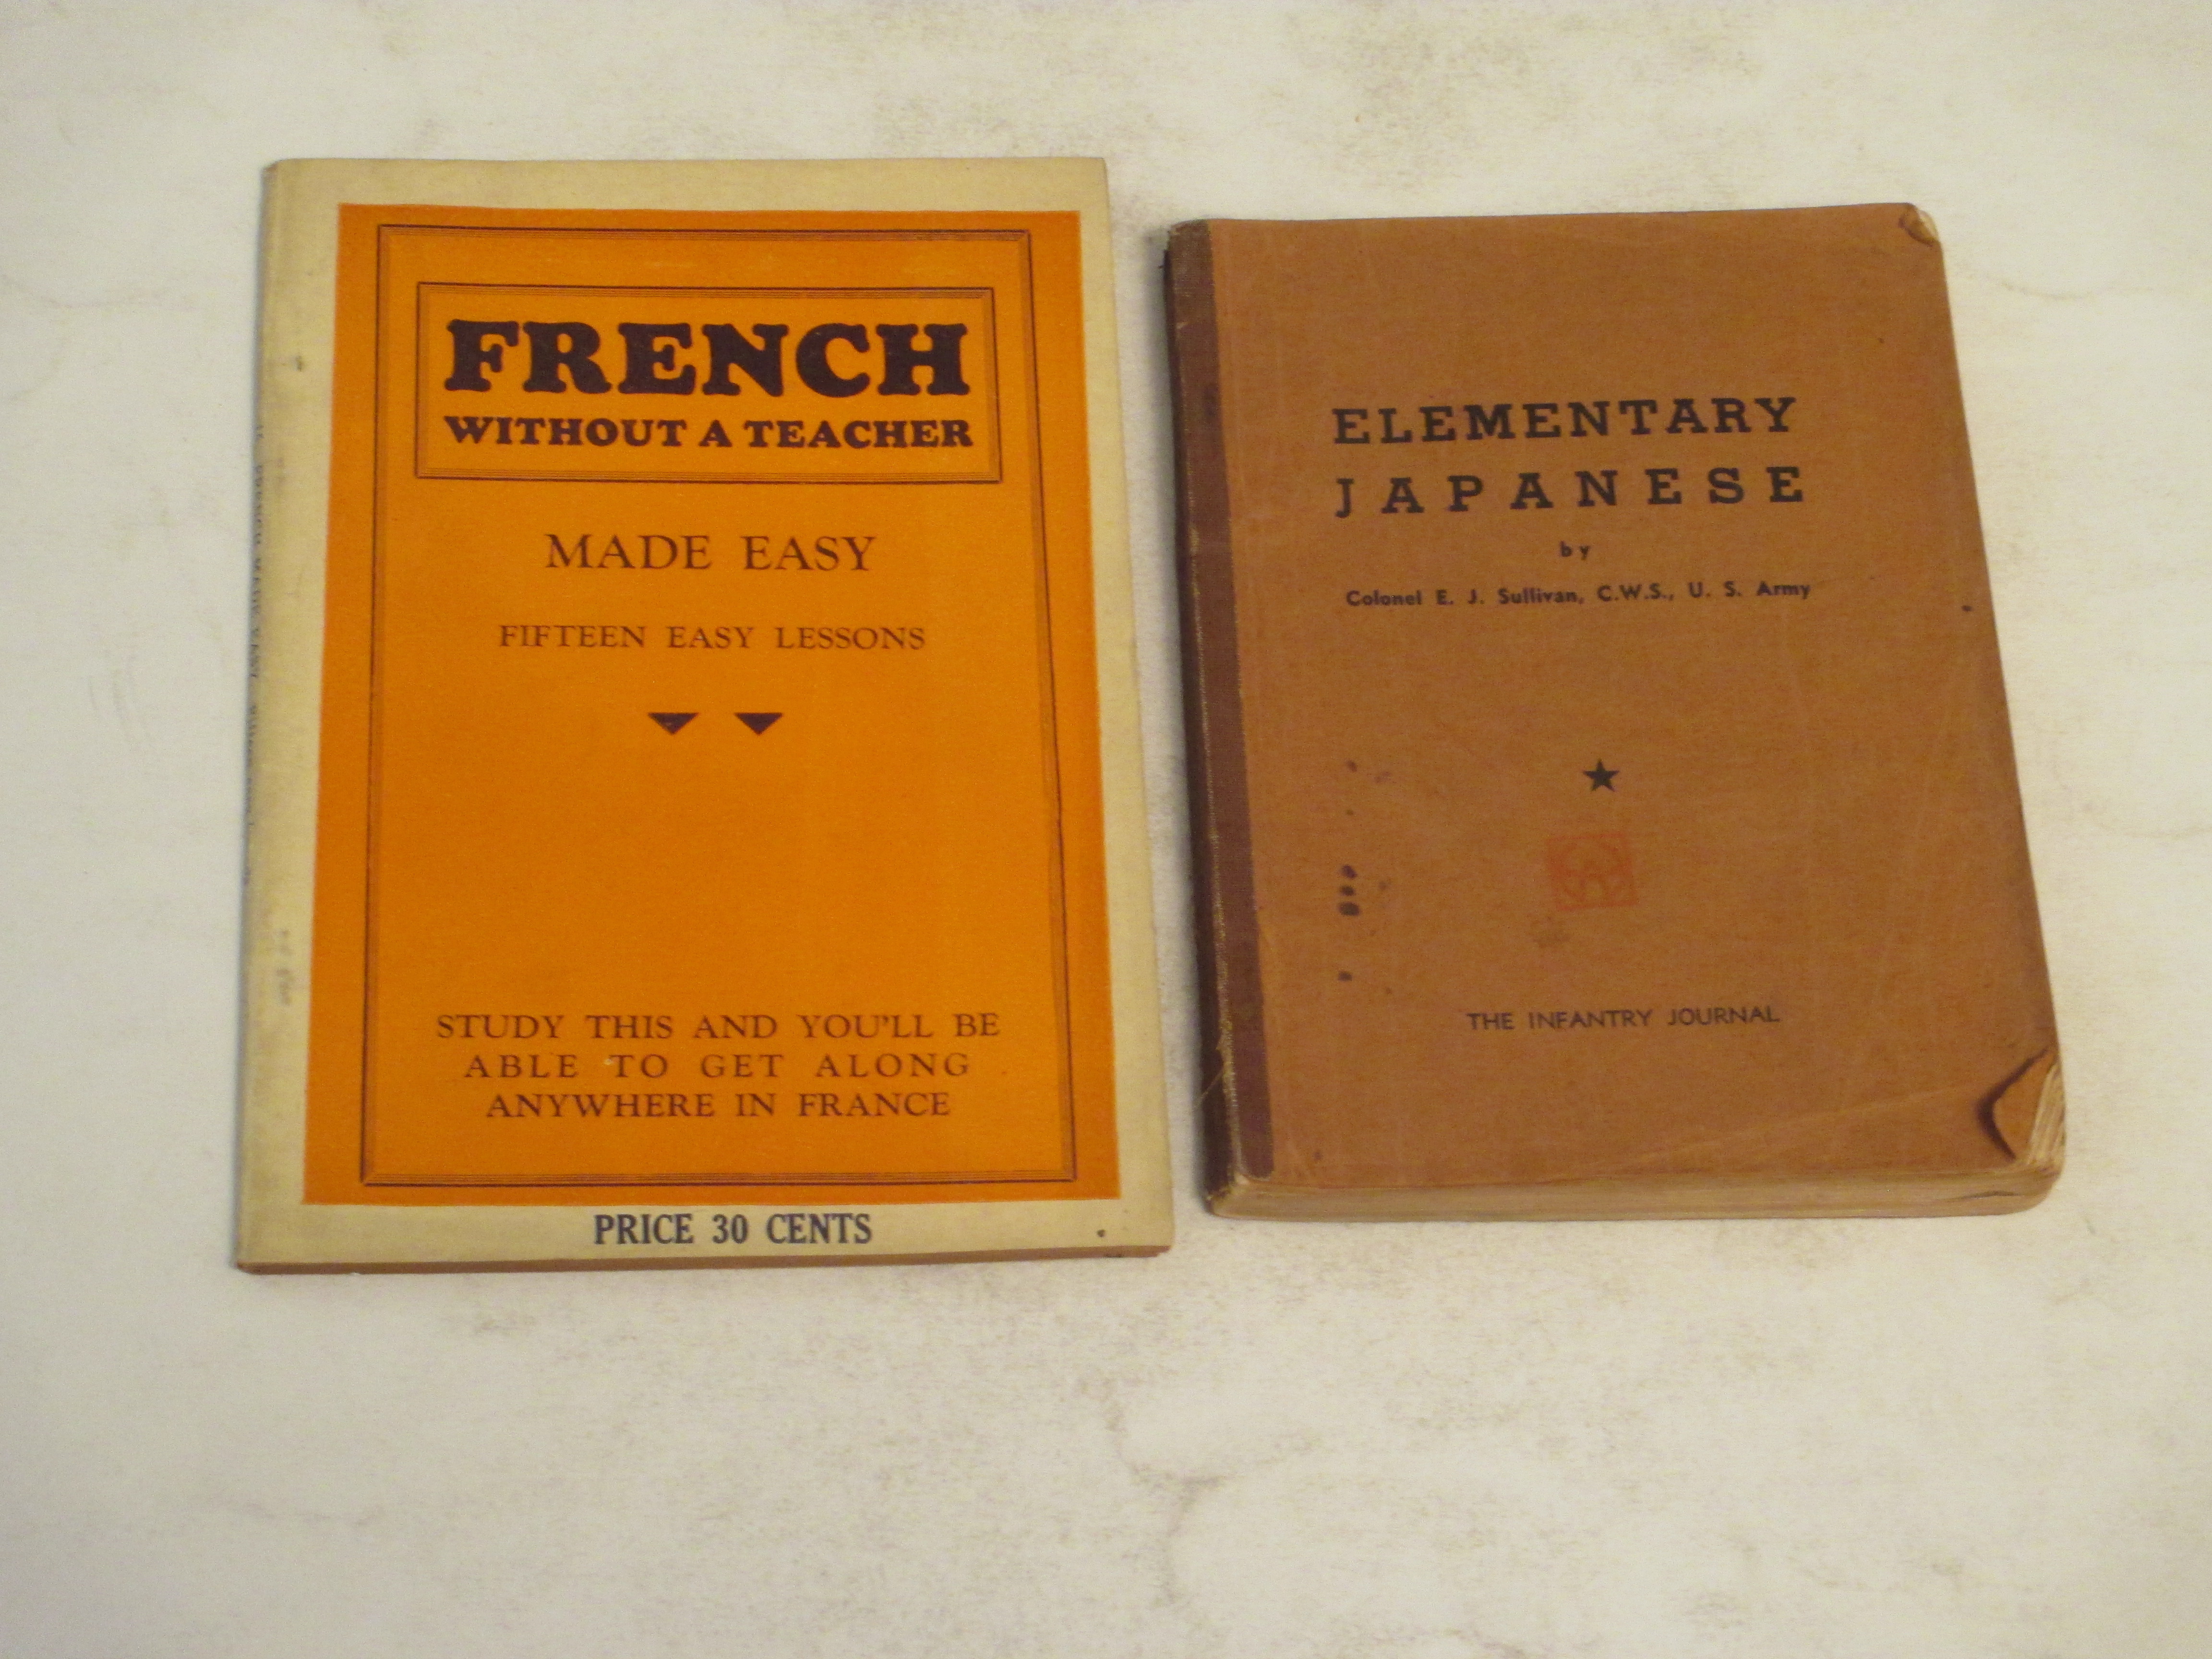 FRENCH
WITHOUT A TEACHER
MADE EASY
FIFTEEN EASY LESSONS
STUDY THIS AND YOU'LL BE
ABLE TO GET ALONG
ANYWHERE IN FRANCE
PRICE 30 CENTS
ELEMENTARY
JAPANESE
by
Colonel E. J. Sullivan, C.W.S., U. S. Army
THE INFANTRY JOURNAL